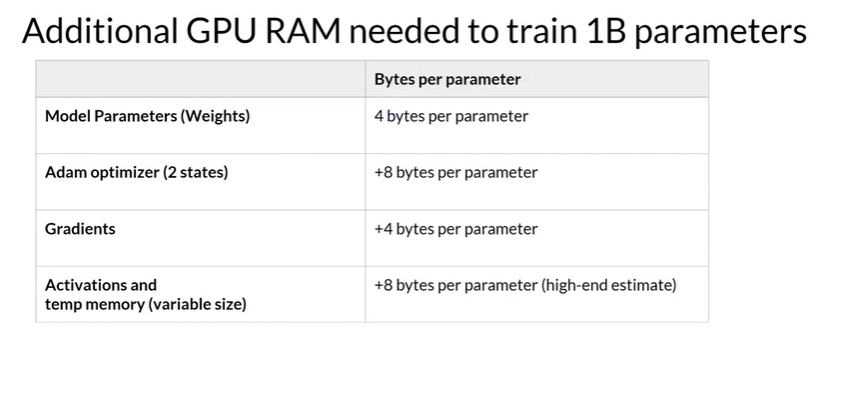 Additional GPU RAM needed to train 1B parameters
Bytes per parameter
Model Parameters (Weights)
4 bytes per parameter
Adam optimizer (2 states)
+8 bytes per parameter
Gradients
+4 bytes per parameter
Activations and
temp memory (variable size)
+8 bytes per parameter (high-end estimate)